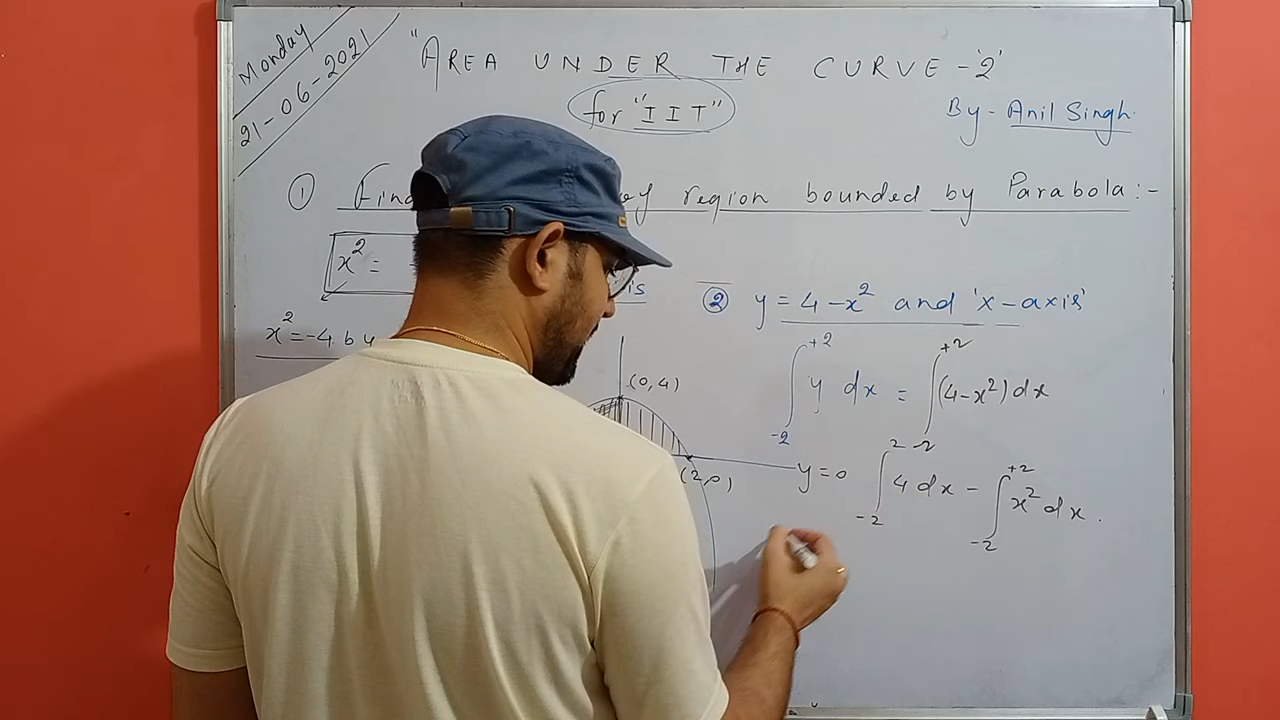 Monday
21-06-2021
"AREA UNDER THE CURVE -'2'
for "IIT"
By - Anil Singh
① Find region bounded by Parabola:-
x² =
② y = 4-x² and 'x-axis'
x² = -4
(0,4)
∫₋₂⁺² y dx = ∫₋₂⁺² (4-x²) dx
(2,0)
y=0
∫₋₂² 4 dx - ∫₋₂⁺² x² dx.